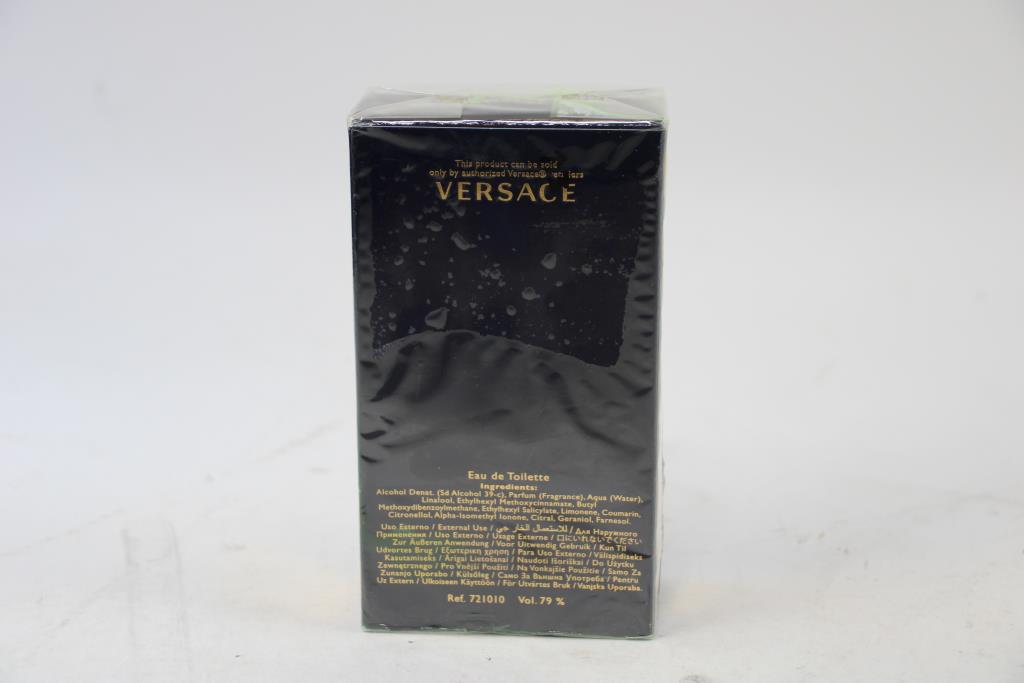 This product can be sold
only by authorized Versace®
VERSACE
Eau de Toilette
Ingredients:
Alcohol Denat. (Sd Alcohol 39-c), Parfum (Fragrance), Aqua (Water),
Linalool, Ethylhexyl Methoxycinnamate, Butyl
Methoxydibenzoylmethane, Ethylhexyl Salicylate, Limonene, Coumarin,
Citronellol, Alpha-Isomethyl Ionone, Citral, Geraniol, Farnesol.
Uso Esterno / External Use / للاستعمال الخارجي / Для Наружного
Применения / Uso Externo / Usage Externe / 口にいれないでください
Zur Äußeren Anwendung / Voor Uitwendig Gebruik / Kun Til
Udvortes Brug / Εξωτερική χρηση / Para Uso Externo / Välispidiseks
Kasutamiseks / Ārīgai Lietošanai / Naudoti Išoriškai / Do Użytku
Zewnętrznego / Pro Vnější Použití / Na Vonkajšie Použitie / Samo Za
Zunanjo Uporabo / Külsőleg / Само За Външна Употреба / Pentru
Uz Extern / Ulkoiseen Käyttöön / För Utvärtes Bruk / Vanjska Uporaba.
Ref. 721010 Vol. 79 %